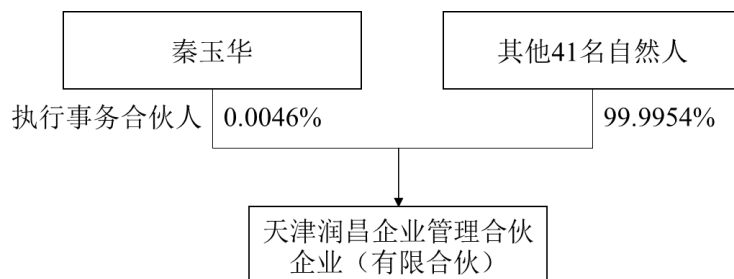 秦玉华
其他41名自然人
执行事务合伙人
0.0046%
99.9954%
天津润昌企业管理合伙
企业（有限合伙）